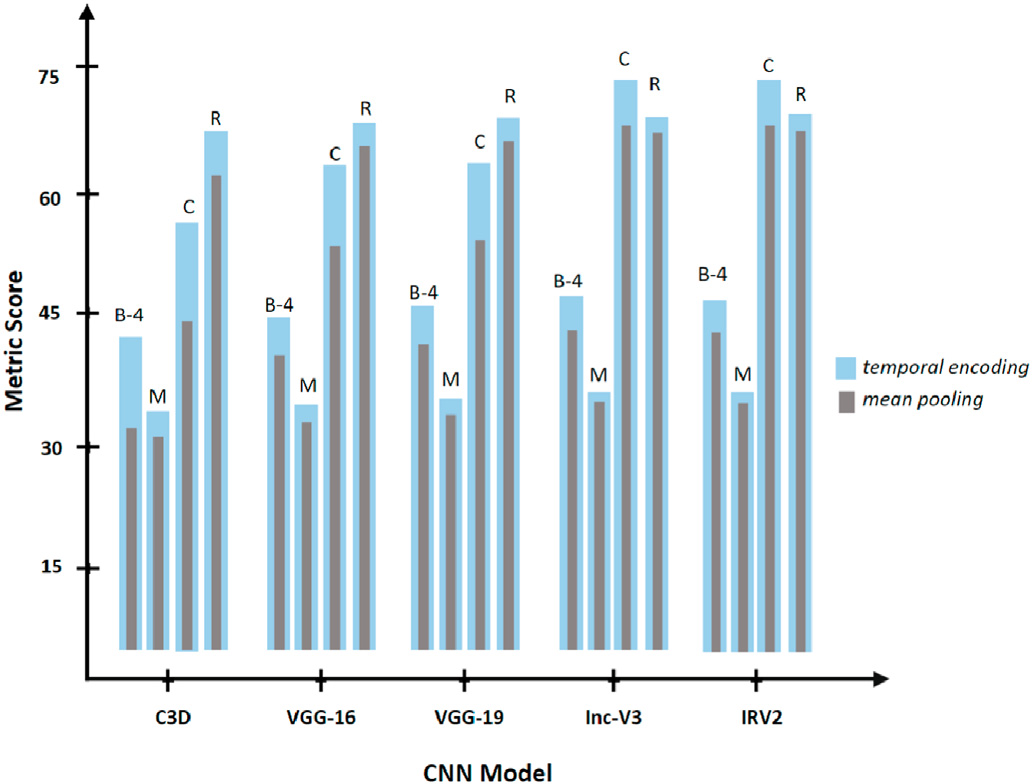 75
60
45
30
15
Metric Score
B-4
M
C
R
B-4
M
C
R
B-4
M
C
R
B-4
M
C
R
B-4
M
C
R
temporal encoding
mean pooling
C3D
VGG-16
VGG-19
Inc-V3
IRV2
CNN Model